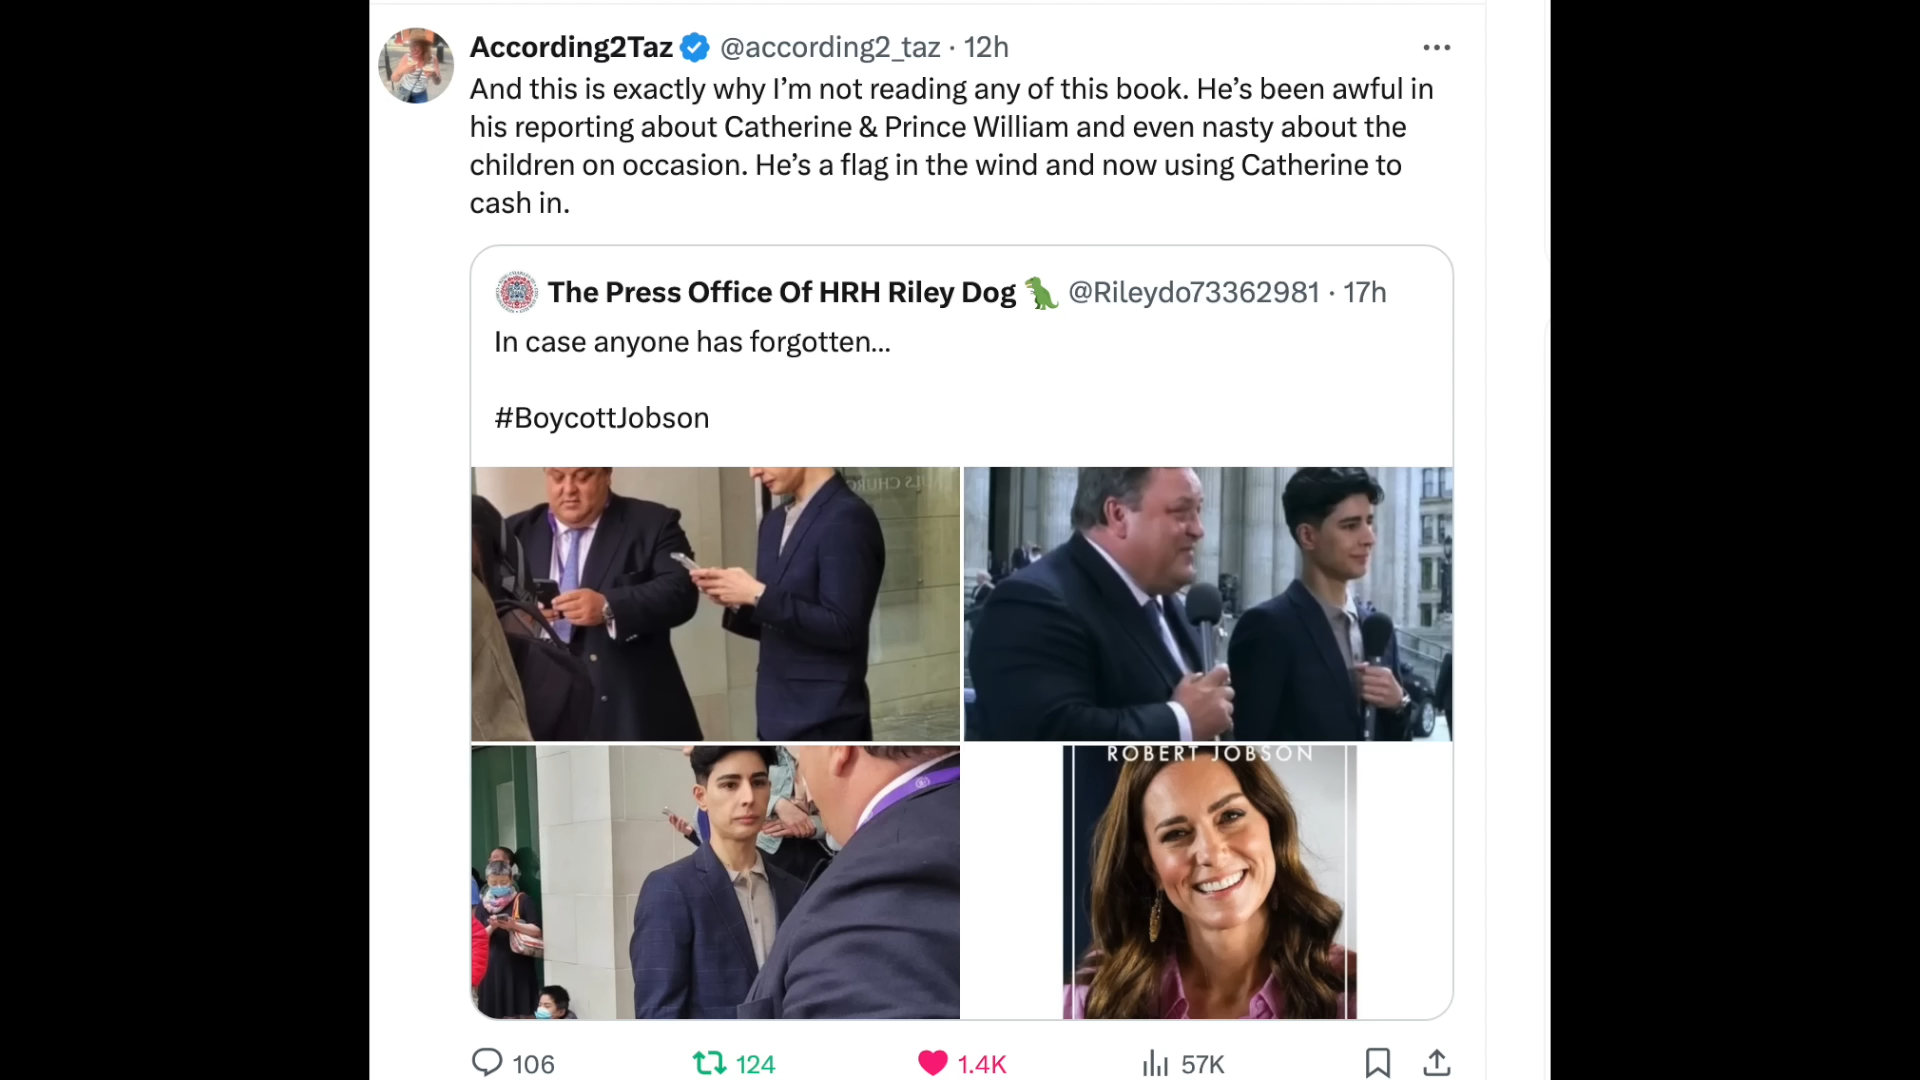 According2Taz @according2_taz · 12h
And this is exactly why I’m not reading any of this book. He’s been awful in
his reporting about Catherine & Prince William and even nasty about the
children on occasion. He’s a flag in the wind and now using Catherine to
cash in.
The Press Office Of HRH Riley Dog 🦖 @Rileydo73362981 · 17h
In case anyone has forgotten...
#BoycottJobson
ROBERT JOBSON
106 124 1.4K 57K